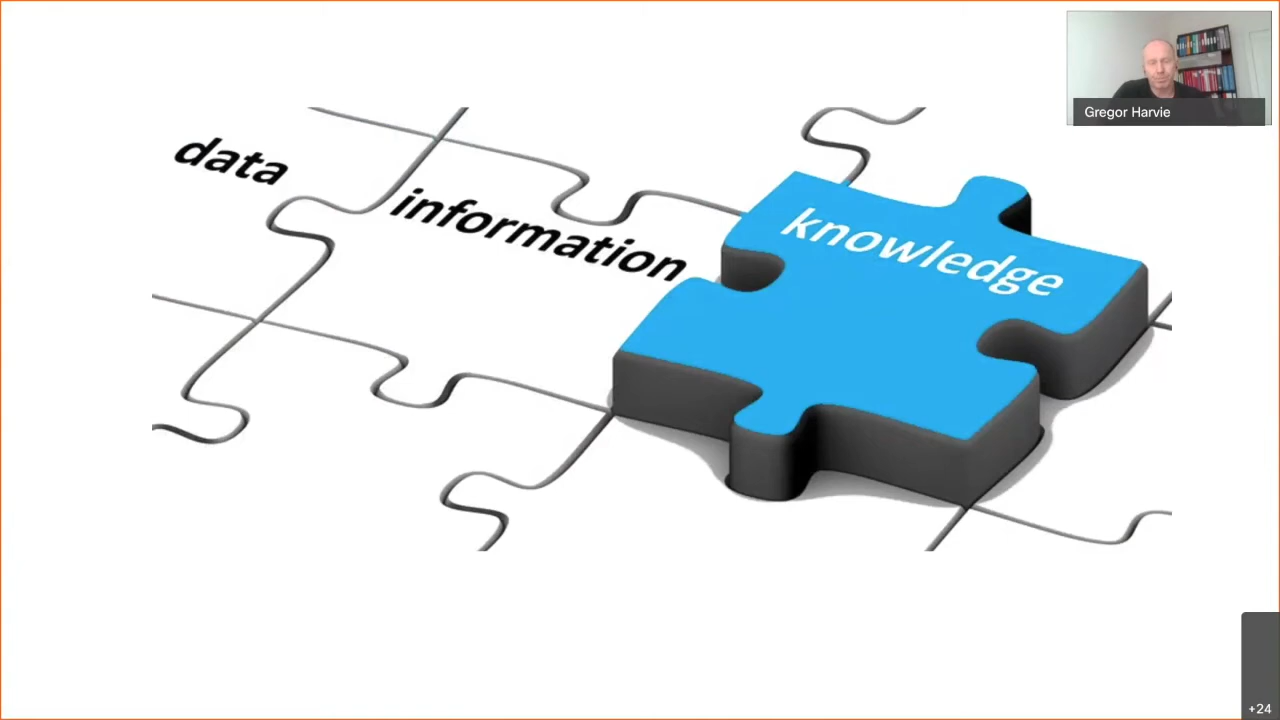 data
information
knowledge
Gregor Harvie
+24